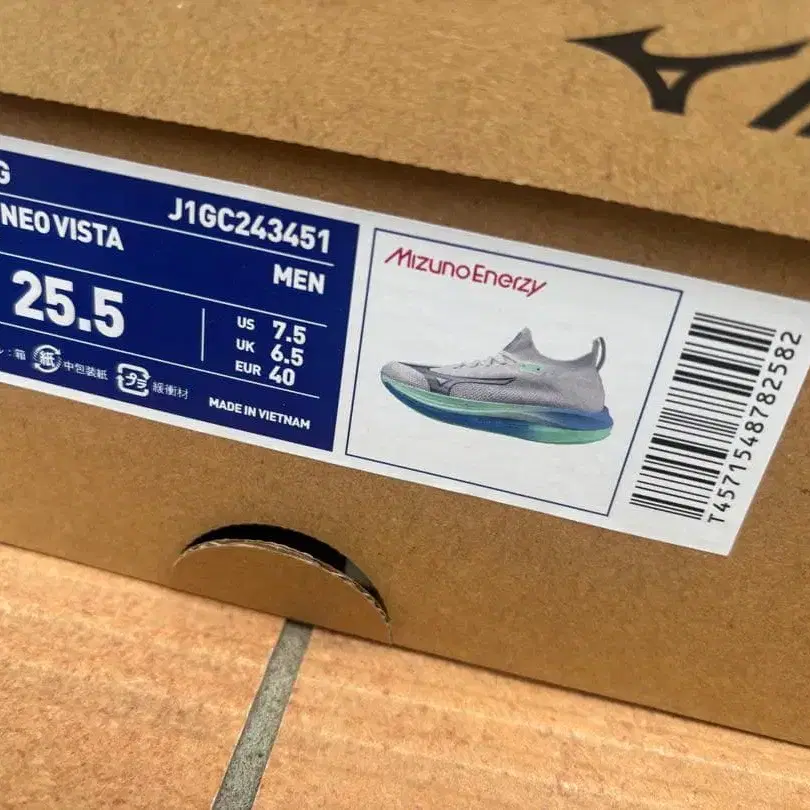 G
J1GC243451
NEO VISTA
MEN
25.5
US 7.5
UK 6.5
EUR 40
箱 紙 中包装紙 プラ 緩衝材
MADE IN VIETNAM
MizunoEnerzy
T4571548782582